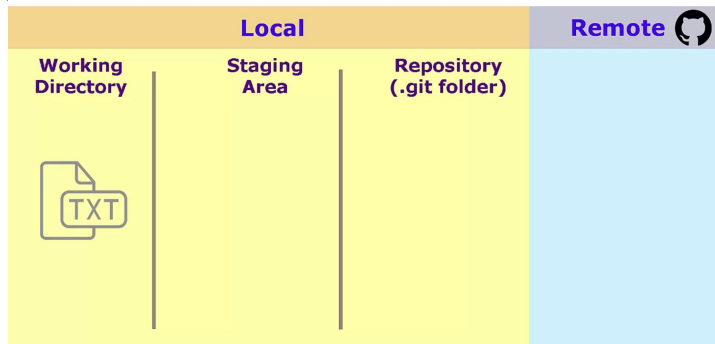 Local
Remote
Working
Directory
Staging
Area
Repository
(.git folder)
TXT